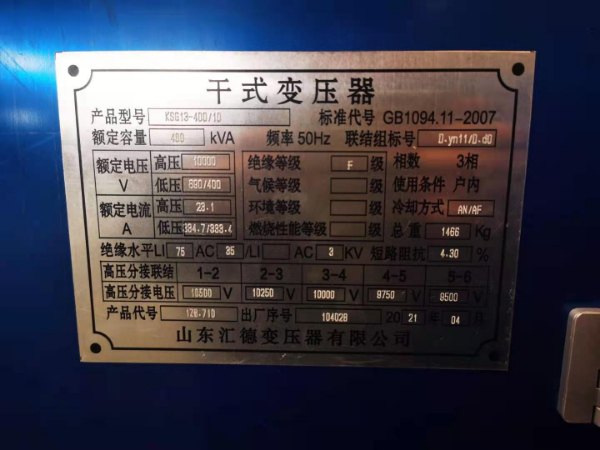 干式变压器
产品型号 KSG13-400/10 标准代号 GB1094.11-2007
额定容量 400 kVA 频率 50Hz 联结组标号 D.yn11/D.d0
额定电压 V 高压 10000 绝缘等级 F 级 相数 3相
低压 690/400 气候等级 级 使用条件 户内
额定电流 A 高压 23.1 环境等级 级 冷却方式 AN/AF
低压 燃烧性能等级 级 总重 1466 Kg
绝缘水平LI 75 AC 35 /LI AC 3 KV 短路阻抗 4.30 %
高压分接联结 1-2 2-3 3-4 4-5 5-6
高压分接电压 10500 V 10250 V 10000 V 9750 V 9500 V
产品代号 1ZB.710 出厂序号 104028 2021年 04 月
山东汇德变压器有限公司